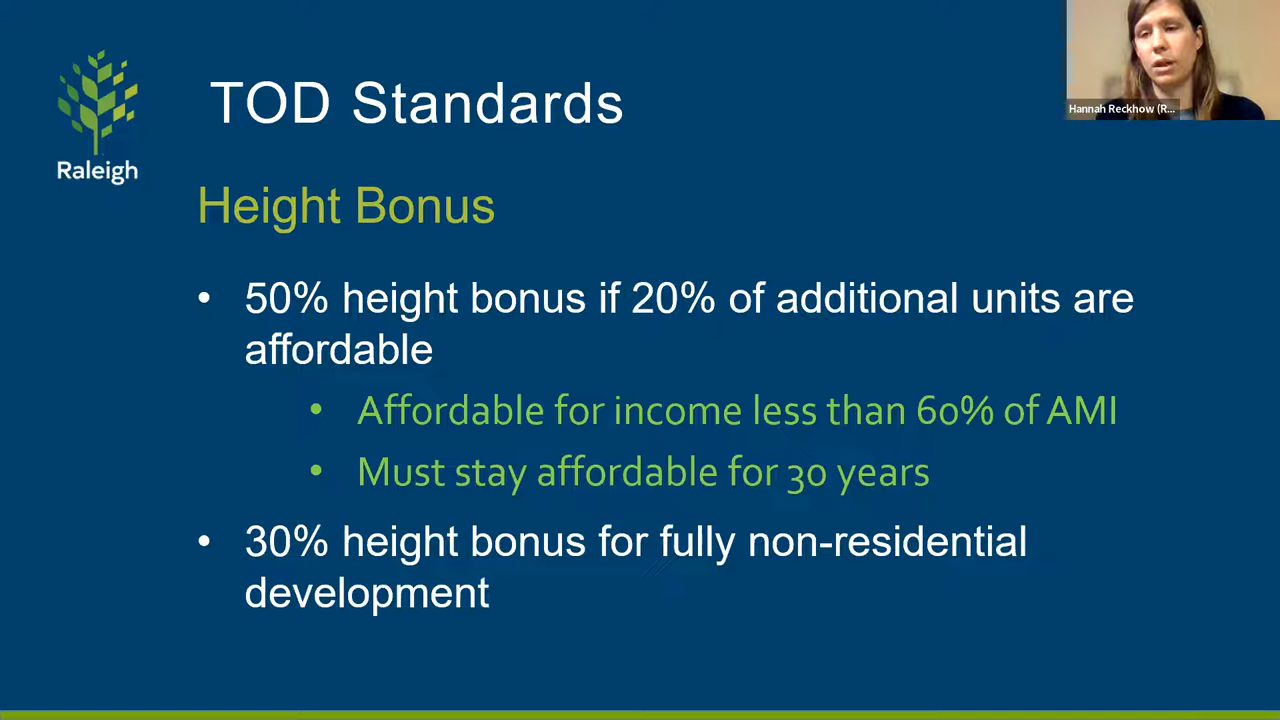 TOD Standards
Hannah Reckhow (R...
Raleigh
Height Bonus
• 50% height bonus if 20% of additional units are
affordable
• Affordable for income less than 60% of AMI
• Must stay affordable for 30 years
• 30% height bonus for fully non-residential
development